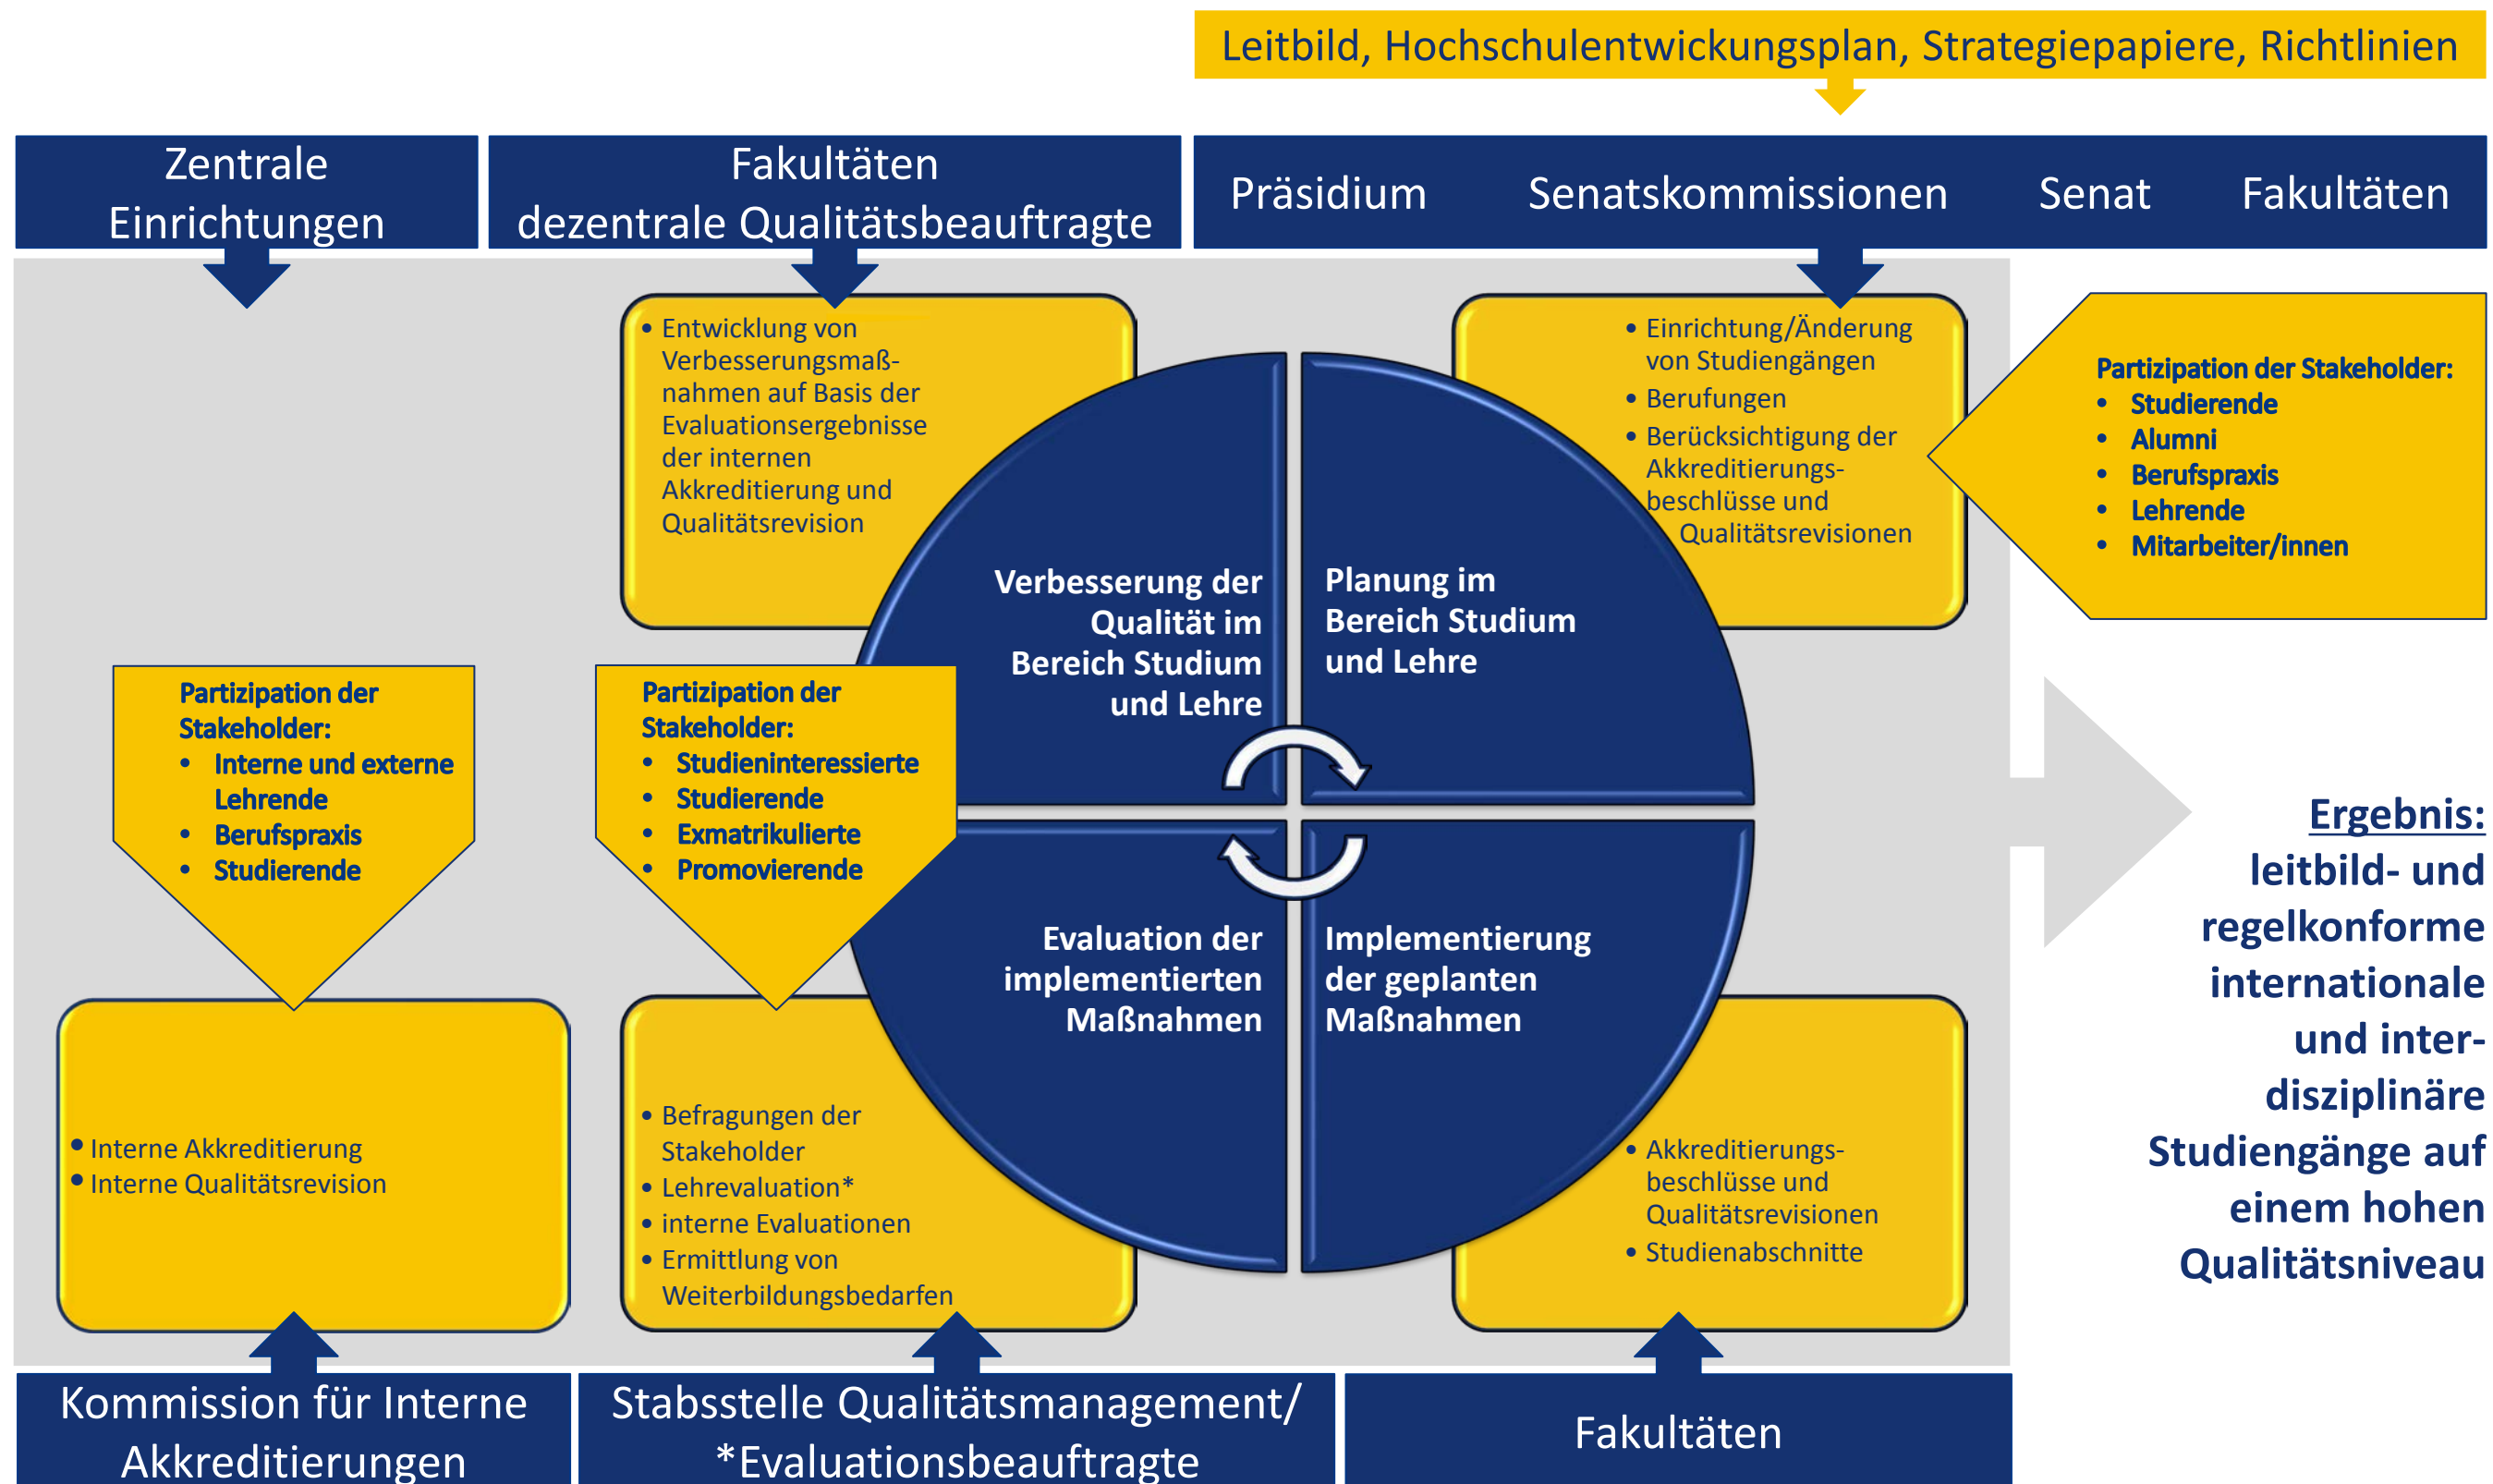 Leitbild, Hochschulentwickungsplan, Strategiepapiere, Richtlinien
Zentrale
Einrichtungen
Fakultäten
dezentrale Qualitätsbeauftragte
Präsidium Senatskommissionen Senat Fakultäten
• Entwicklung von
Verbesserungsmaß-
nahmen auf Basis der
Evaluationsergebnisse
der internen
Akkreditierung und
Qualitätsrevision
• Einrichtung/Änderung
von Studiengängen
• Berufungen
• Berücksichtigung der
Akkreditierungs-
beschlüsse und
Qualitätsrevisionen
Partizipation der Stakeholder:
• Studierende
• Alumni
• Berufspraxis
• Lehrende
• Mitarbeiter/innen
Verbesserung der
Qualität im
Bereich Studium
und Lehre
Planung im
Bereich Studium
und Lehre
Partizipation der
Stakeholder:
• Interne und externe
Lehrende
• Berufspraxis
• Studierende
Partizipation der
Stakeholder:
• Studieninteressierte
• Studierende
• Exmatrikulierte
• Promovierende
Evaluation der
implementierten
Maßnahmen
Implementierung
der geplanten
Maßnahmen
Ergebnis:
leitbild- und
regelkonforme
internationale
und inter-
disziplinäre
Studiengänge auf
einem hohen
Qualitätsniveau
• Interne Akkreditierung
• Interne Qualitätsrevision
• Befragungen der
Stakeholder
• Lehrevaluation*
• interne Evaluationen
• Ermittlung von
Weiterbildungsbedarfen
• Akkreditierungs-
beschlüsse und
Qualitätsrevisionen
• Studienabschnitte
Kommission für Interne
Akkreditierungen
Stabsstelle Qualitätsmanagement/
*Evaluationsbeauftragte
Fakultäten